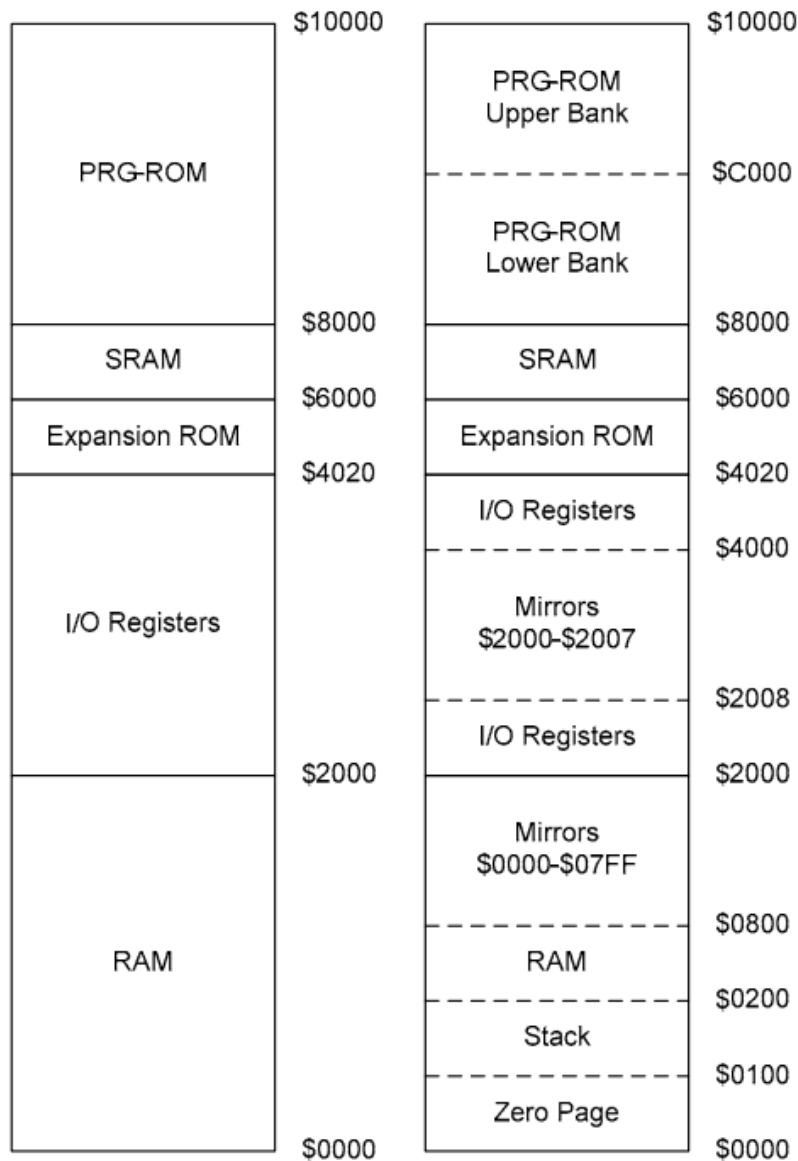 $10000
PRG-ROM
$8000
SRAM
$6000
Expansion ROM
$4020
I/O Registers
$2000
RAM
$0000
$10000
PRG-ROM
Upper Bank
$C000
PRG-ROM
Lower Bank
$8000
SRAM
$6000
Expansion ROM
$4020
I/O Registers
$4000
Mirrors
$2000-$2007
$2008
I/O Registers
$2000
Mirrors
$0000-$07FF
$0800
RAM
$0200
Stack
$0100
Zero Page
$0000